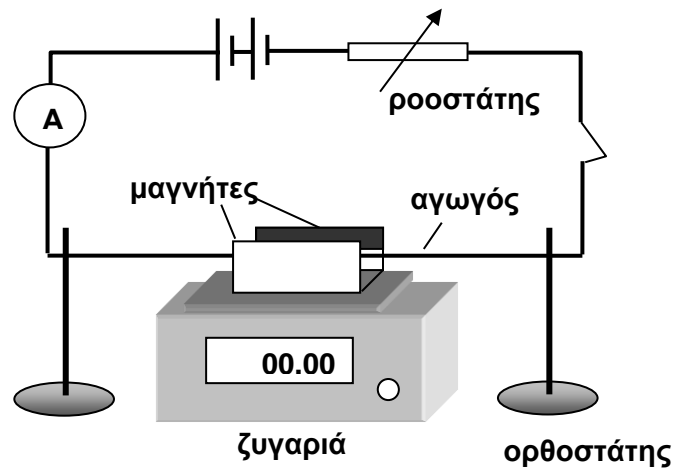 ροοστάτης
A
μαγνήτες
αγωγός
00.00
ζυγαριά
ορθοστάτης